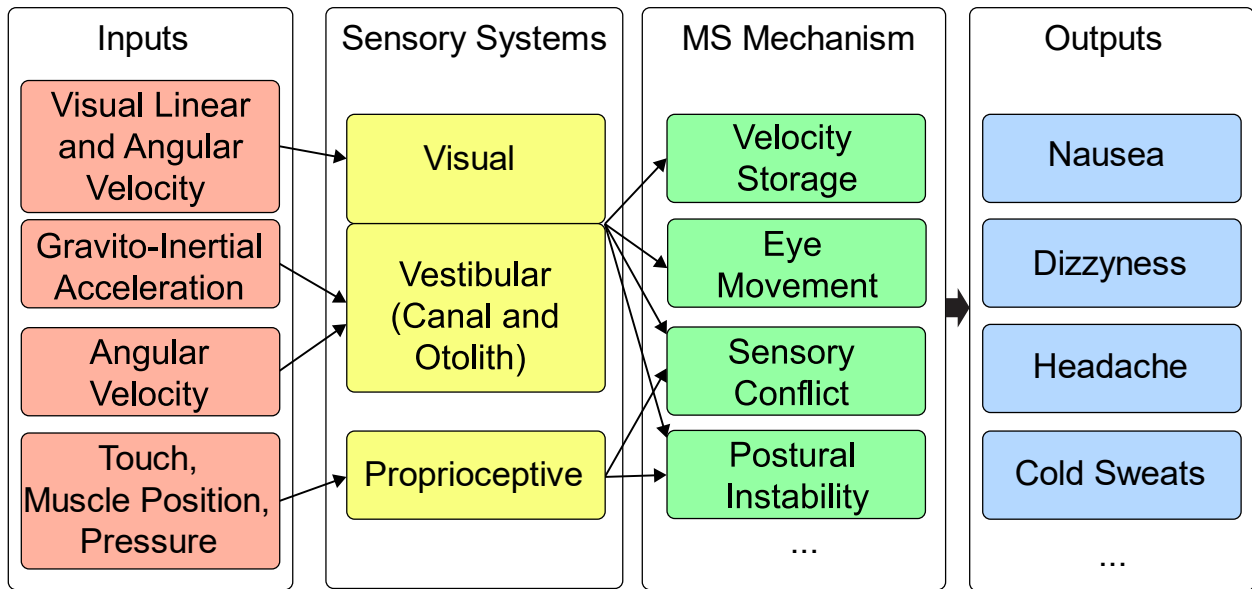 Inputs
Visual Linear
and Angular
Velocity
Gravito-Inertial
Acceleration
Angular
Velocity
Touch,
Muscle Position,
Pressure
Sensory Systems
Visual
Vestibular
(Canal and
Otolith)
Proprioceptive
MS Mechanism
Velocity
Storage
Eye
Movement
Sensory
Conflict
Postural
Instability
...
Outputs
Nausea
Dizzyness
Headache
Cold Sweats
...